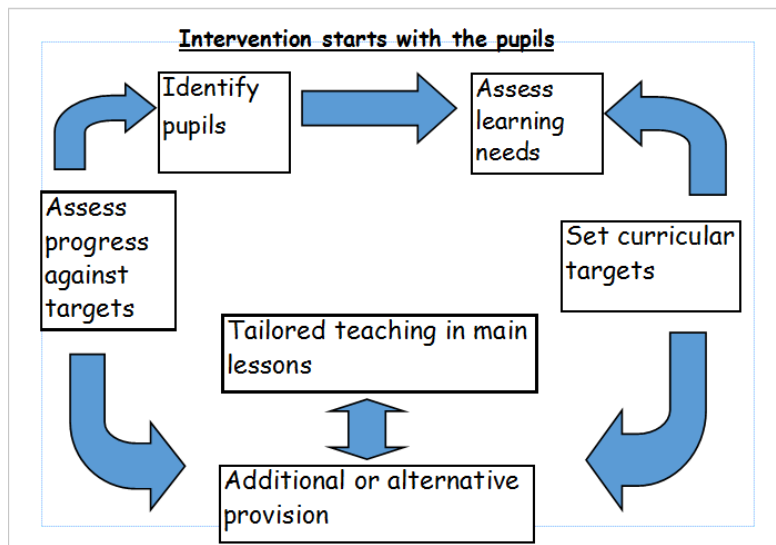 Intervention starts with the pupils
Identify
pupils
Assess
learning
needs
Assess
progress
against
targets
Set curricular
targets
Tailored teaching in main
lessons
Additional or alternative
provision